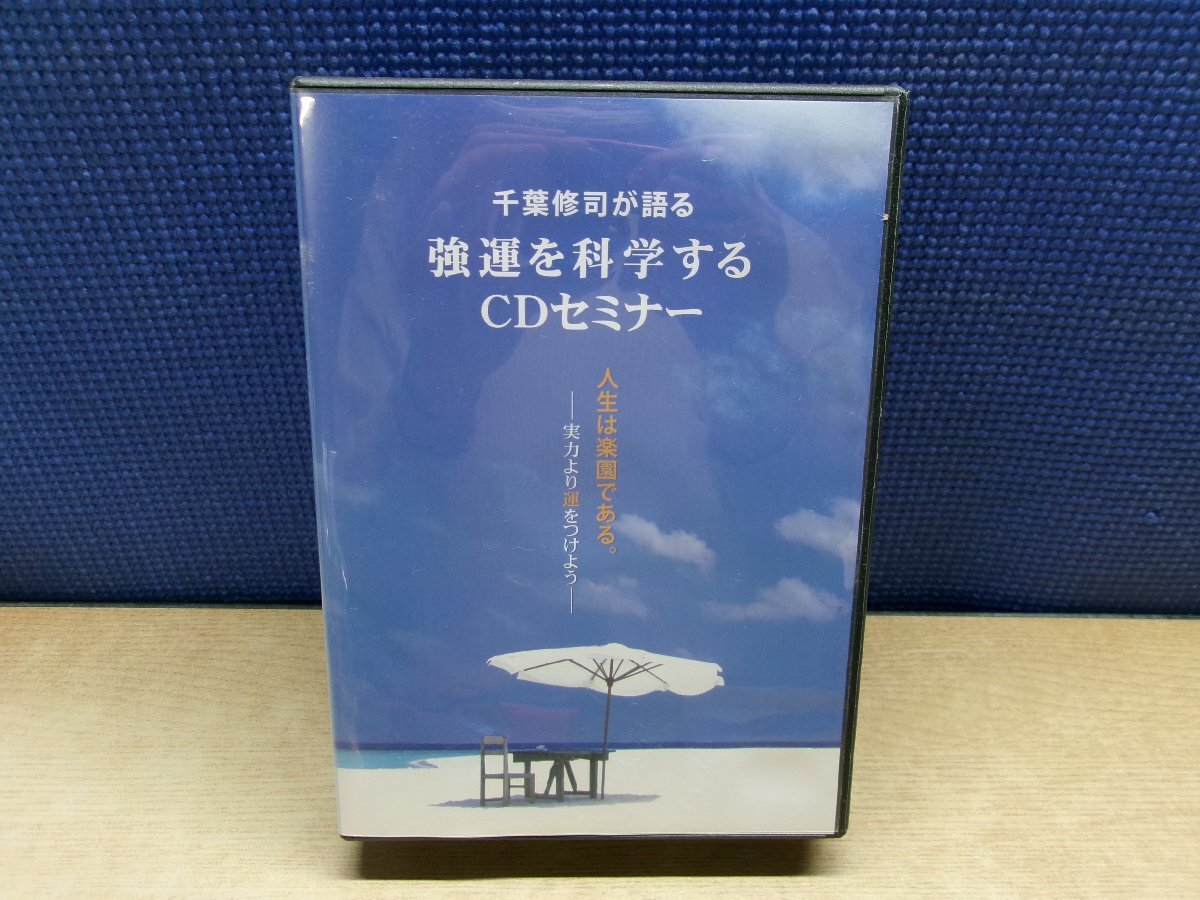 千葉修司が語る
強運を科学する
CDセミナー
人生は楽園である。
―実力より運をつけよう―